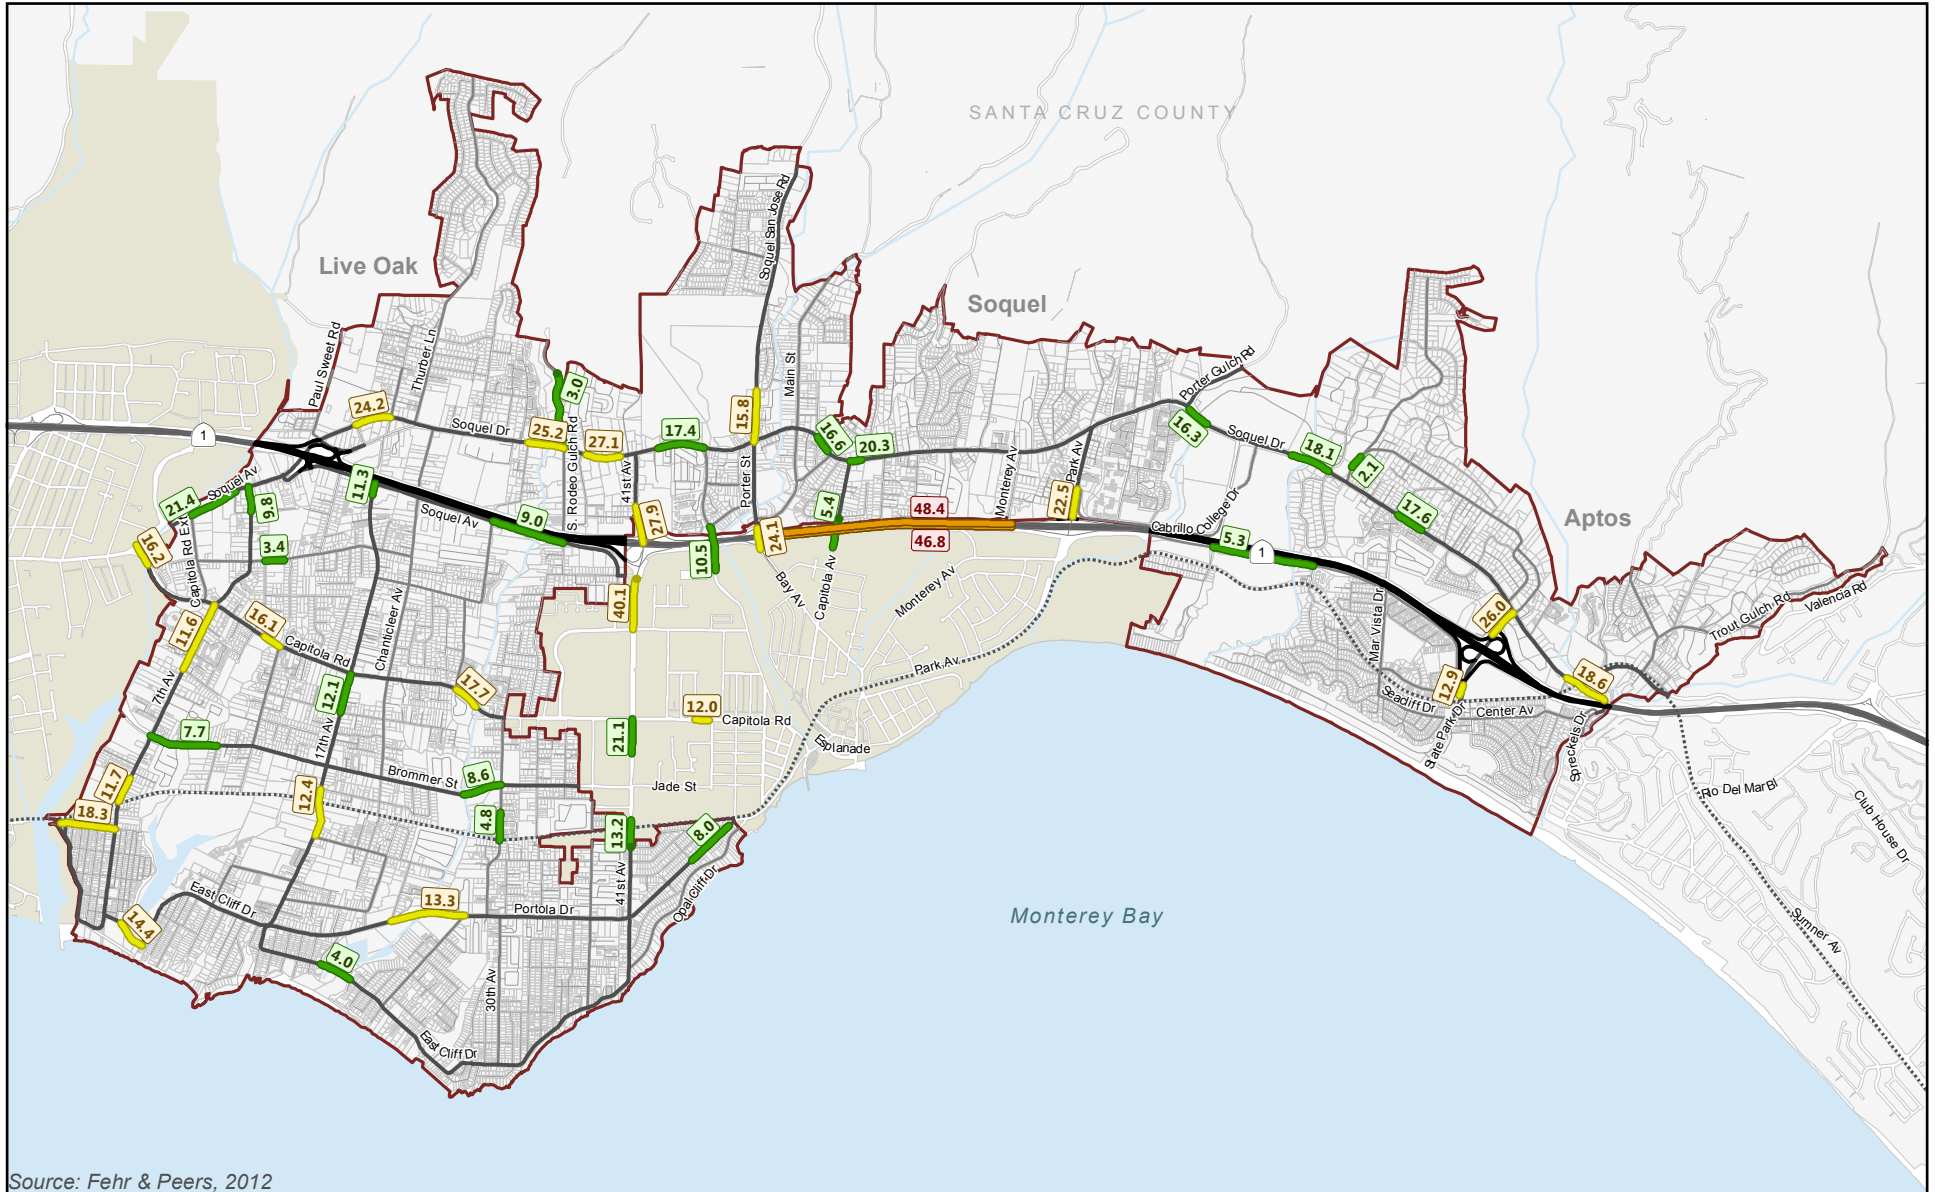 SANTA CRUZ COUNTY
Live Oak
Soquel
Aptos
Monterey Bay
Paul Sweet Rd
Thurber Ln
Soquel San Jose Rd
Main St
Porter Gulch Rd
3.0
24.2
15.8
Soquel Dr
25.2
27.1
17.4
16.6
20.3
16.3
Soquel Dr
18.1
2.1
1
S. Rodeo Gulch Rd
41st Av
Porter St
Monterey Av
Park Av
22.5
17.6
21.4
Soquel Av
9.8
11.3
Soquel Av
9.0
27.9
10.5
24.1
5.4
48.4
46.8
Cabrillo College Dr
5.3
1
16.2
Capitola Rd Ext
3.4
40.1
Bay Av
Capitola Av
Monterey Av
Mar Vista Dr
26.0
Trout Gulch Rd
Valencia Rd
11.6
16.1
Capitola Rd
Chanticleer Av
7th Av
12.1
17.7
17th Av
Park Av
12.9
18.6
Seacliff Dr
Center Av
State Park Dr
Spreckels Dr
7.7
21.1
12.0
Capitola Rd
Esplanade
Brommer St
8.6
Jade St
Rio Del Mar Bl
Club House Dr
11.7
18.3
12.4
4.8
13.2
8.0
41st Av
Opal Cliff Dr
East Cliff Dr
14.4
13.3
Portola Dr
4.0
30th Av
East Cliff Dr
Sumner Av
Source: Fehr & Peers, 2012